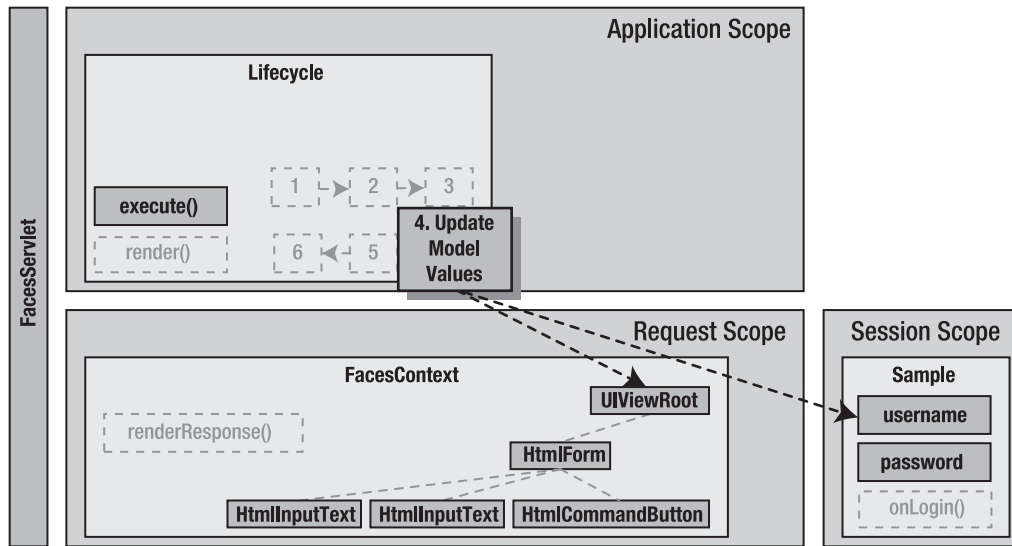 FacesServlet
Application Scope
Lifecycle
1
2
3
execute()
4. Update
Model
Values
render()
6
5
Request Scope
Session Scope
FacesContext
Sample
UIViewRoot
username
renderResponse()
HtmlForm
password
HtmlInputText
HtmlInputText
HtmlCommandButton
onLogin()